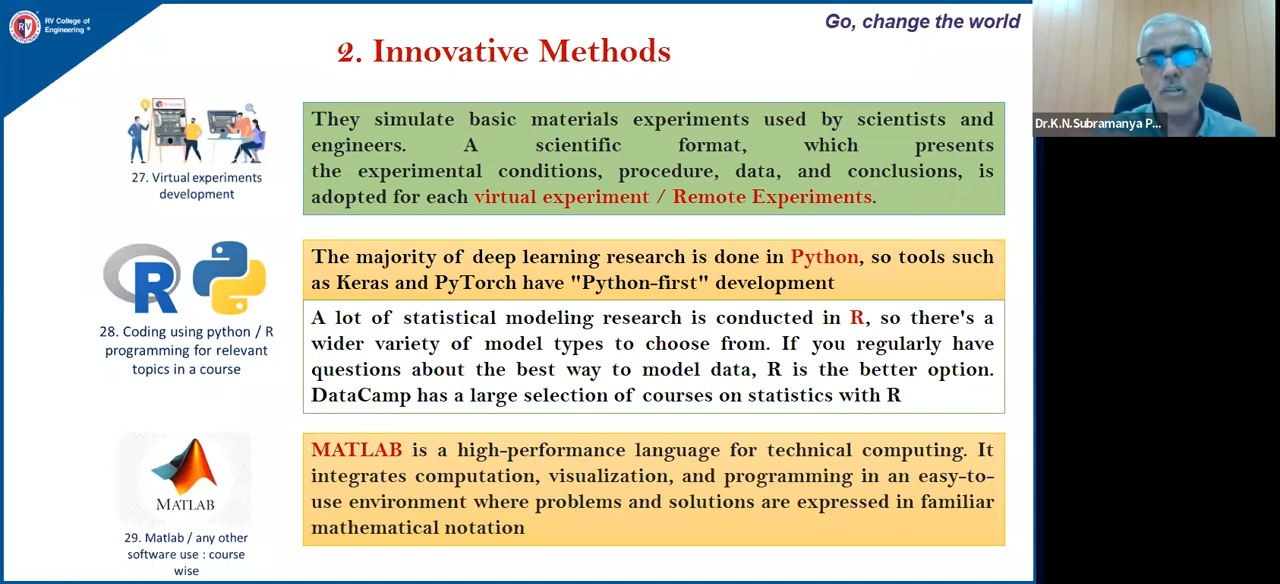 RV College of
Engineering
Go, change the world
2. Innovative Methods
Dr.K.N.Subramanya P...
27. Virtual experiments
development
They simulate basic materials experiments used by scientists and
engineers. A scientific format, which presents
the experimental conditions, procedure, data, and conclusions, is
adopted for each virtual experiment / Remote Experiments.
28. Coding using python / R
programming for relevant
topics in a course
The majority of deep learning research is done in Python, so tools such
as Keras and PyTorch have "Python-first" development
A lot of statistical modeling research is conducted in R, so there's a
wider variety of model types to choose from. If you regularly have
questions about the best way to model data, R is the better option.
DataCamp has a large selection of courses on statistics with R
MATLAB
29. Matlab / any other
software use : course
wise
MATLAB is a high-performance language for technical computing. It
integrates computation, visualization, and programming in an easy-to-
use environment where problems and solutions are expressed in familiar
mathematical notation